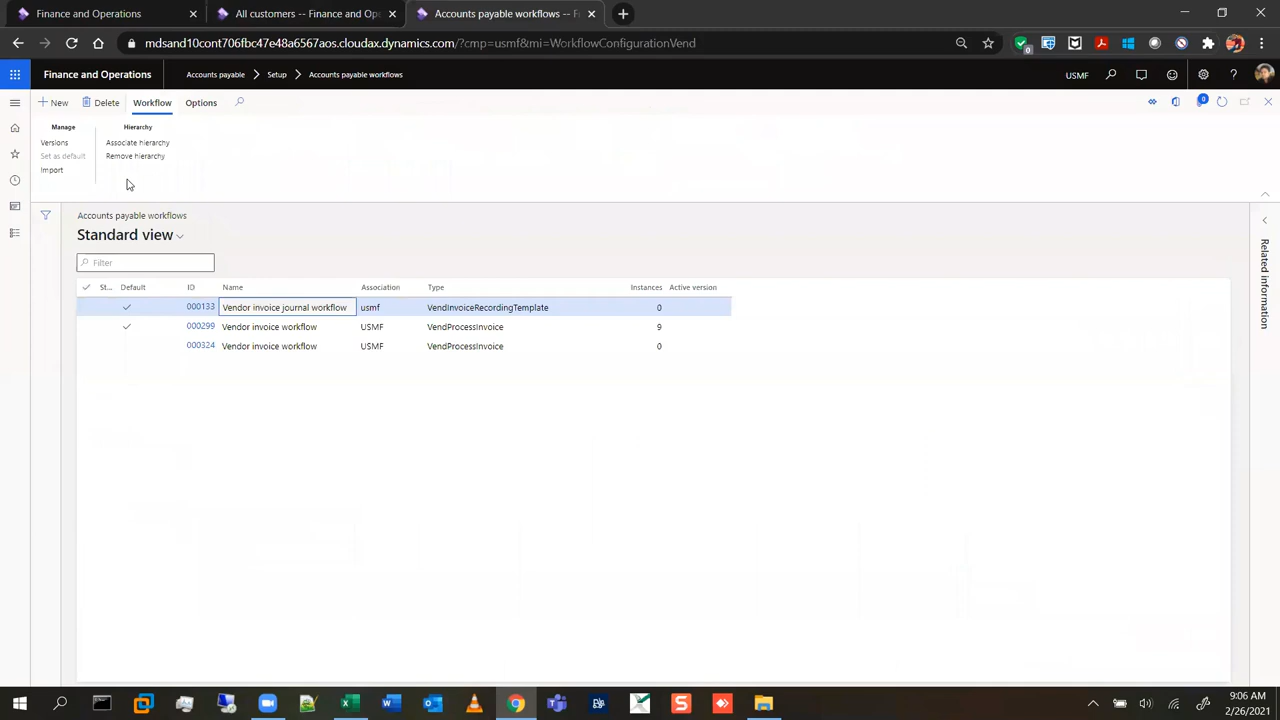 Finance and Operations
All customers -- Finance and Ope
Accounts payable workflows -- Fi
mdsand10cont706fbc47e48a6567aos.cloudax.dynamics.com/?cmp=usmf&mi=WorkflowConfigurationVend
0
Finance and Operations
Accounts payable
Setup
Accounts payable workflows
USMF
?
+ New
Delete
Workflow
Options
0
Manage
Hierarchy
Versions
Associate hierarchy
Set as default
Remove hierarchy
Import
Accounts payable workflows
Standard view
Filter
St... Default ID Name Association Type Instances Active version
000133 Vendor invoice journal workflow usmf VendInvoiceRecordingTemplate 0
000299 Vendor invoice workflow USMF VendProcessInvoice 9
000324 Vendor invoice workflow USMF VendProcessInvoice 0
Related information
9:06 AM
2/26/2021